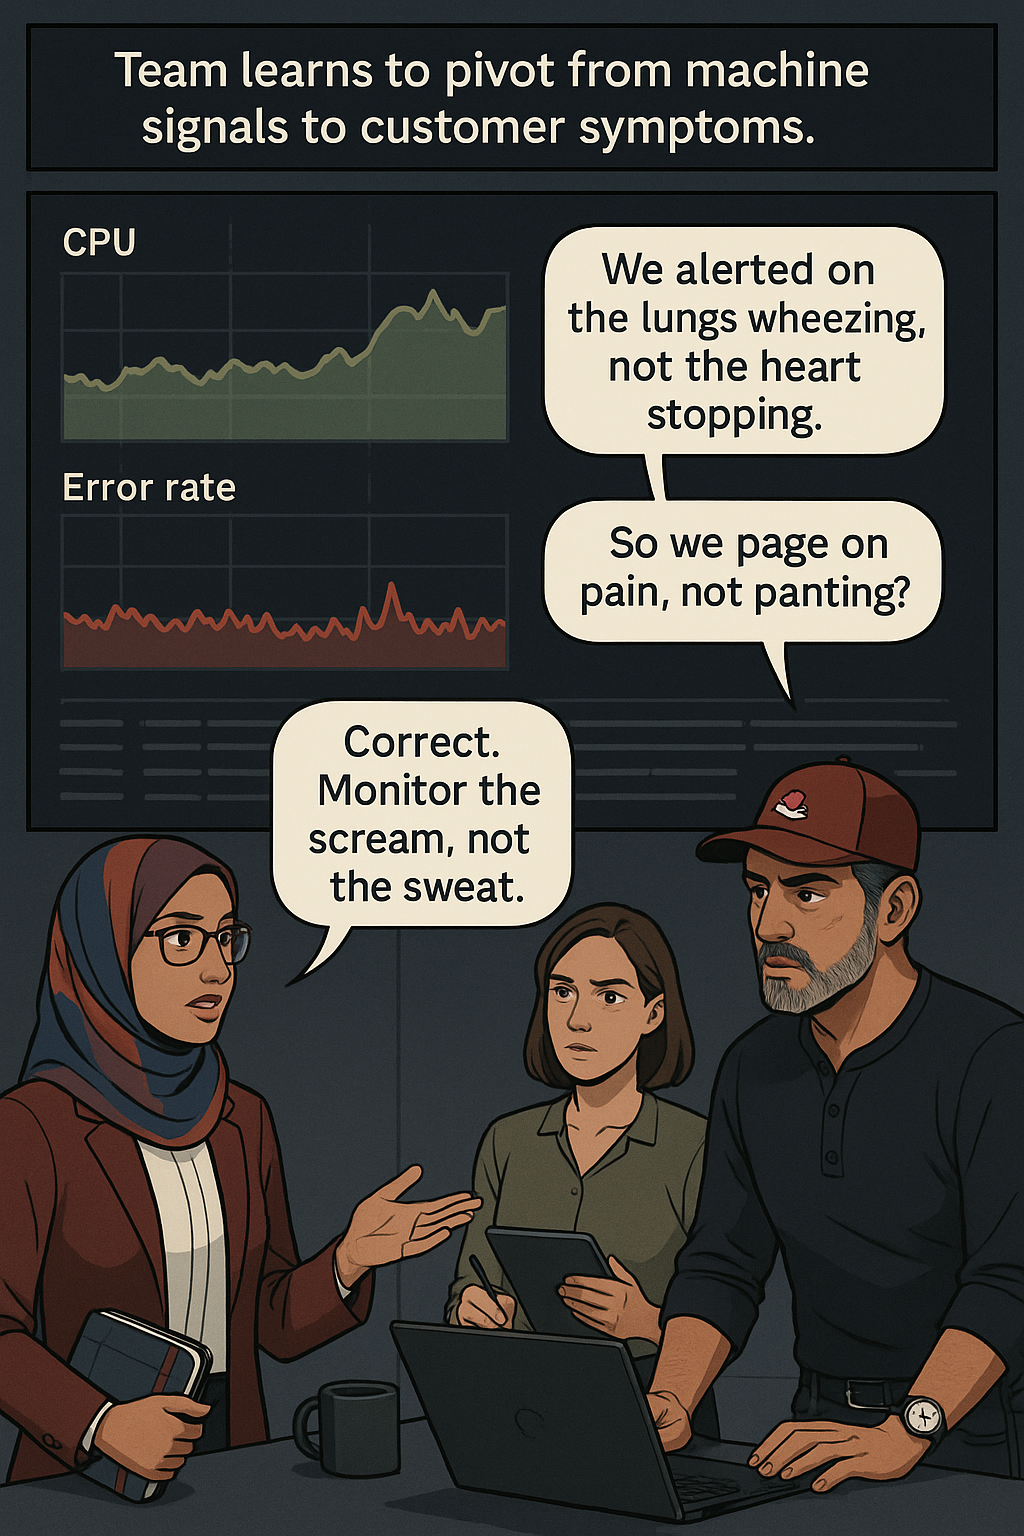 Team learns to pivot from machine
signals to customer symptoms.
CPU
Error rate
We alerted on
the lungs wheezing,
not the heart
stopping.
So we page on
pain, not panting?
Correct.
Monitor the
scream, not
the sweat.